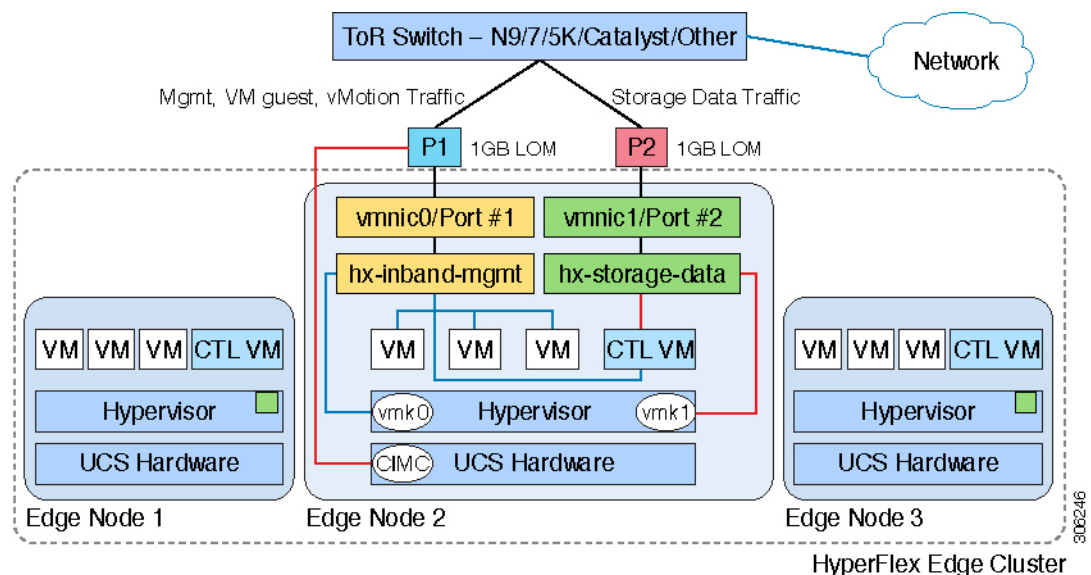 ToR Switch – N9/7/5K/Catalyst/Other
Network
Mgmt, VM guest, vMotion Traffic
Storage Data Traffic
P1
1GB LOM
P2
1GB LOM
vmnic0/Port #1
vmnic1/Port #2
hx-inband-mgmt
hx-storage-data
VM
VM
VM
CTL VM
VM
VM
VM
CTL VM
VM
VM
VM
CTL VM
Hypervisor
vmk0
Hypervisor
vmk1
Hypervisor
UCS Hardware
CIMC
UCS Hardware
UCS Hardware
Edge Node 1
Edge Node 2
Edge Node 3
306246
HyperFlex Edge Cluster